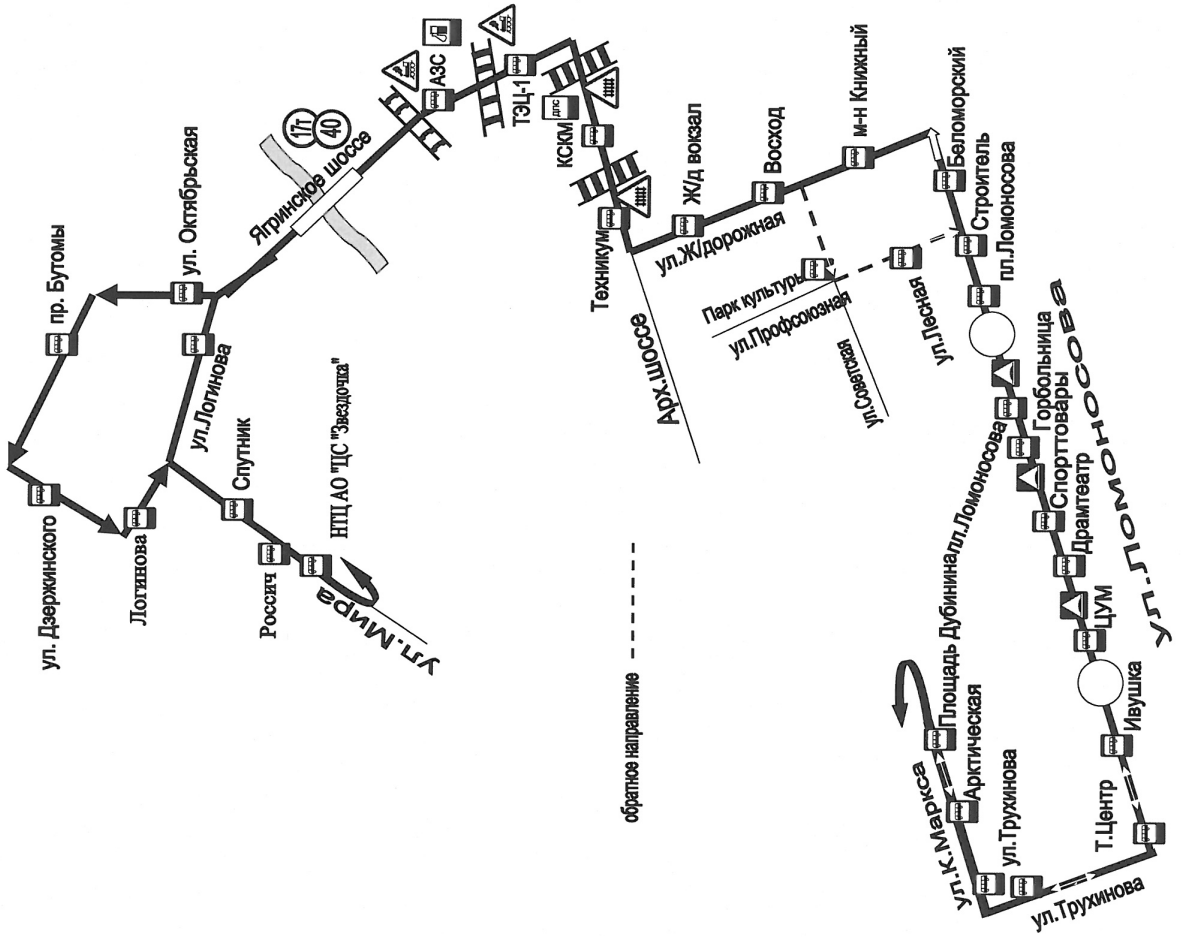 ул. Дзержинского
Логинова
пр. Бутомы
ул. Октябрьская
ул.Логинова
Спутник
Россич
НТЦ АО "ЦС "Звездочка"
ул.Мира
Ягринское шоссе
17т
40
АЗС
ТЭЦ-1
ДПС
КСКМ
Техникум
Арх.шоссе
Ж/д вокзал
ул.Ж/дорожная
Восход
м-н Книжный
Парк культуры
ул.Профсоюзная
ул.Советская
ул.Лесная
Беломорский
Строитель
пл.Ломоносова
пл.Ломоносова
Горбольница
Спорттовары
Драмтеатр
ЦУМ
ул.Ломоносова
Ивушка
Т.Центр
ул.Трухинова
ул.Трухинова
Арктическая
Площадь Дубинина
ул.К.Маркса
обратное направление